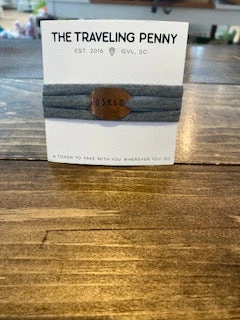 THE TRAVELING PENNY
EST. 2016 GVL, SC
A TOKEN TO TAKE WITH YOU WHEREVER YOU GO